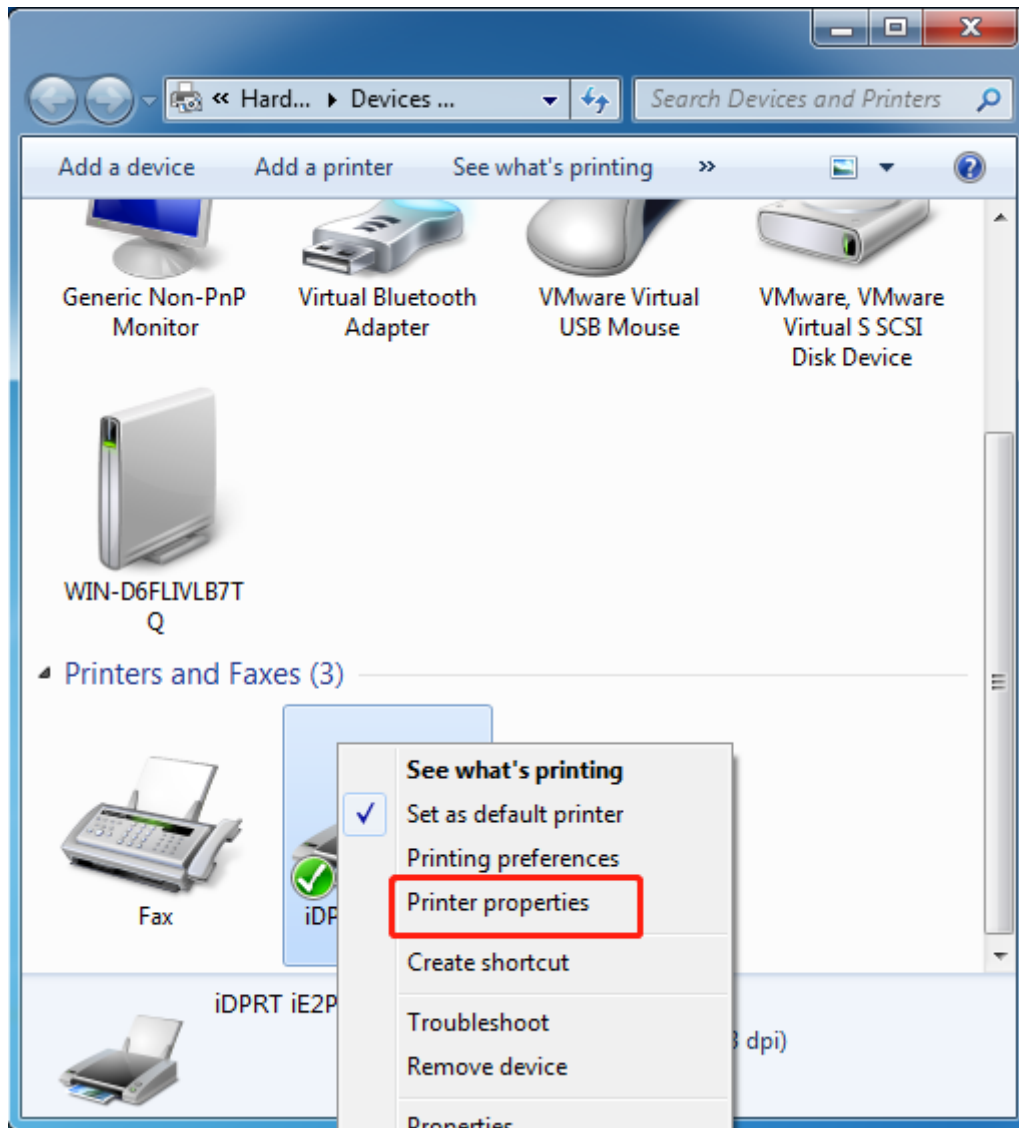 « Hard... ▸ Devices ...
Search Devices and Printers
Add a device Add a printer See what's printing »
Generic Non-PnP
Monitor
Virtual Bluetooth
Adapter
VMware Virtual
USB Mouse
VMware, VMware
Virtual S SCSI
Disk Device
WIN-D6FLIVLB7T
Q
Printers and Faxes (3)
Fax
iDP
See what's printing
Set as default printer
Printing preferences
Printer properties
Create shortcut
Troubleshoot
Remove device
Properties
iDPRT iE2P
dpi)